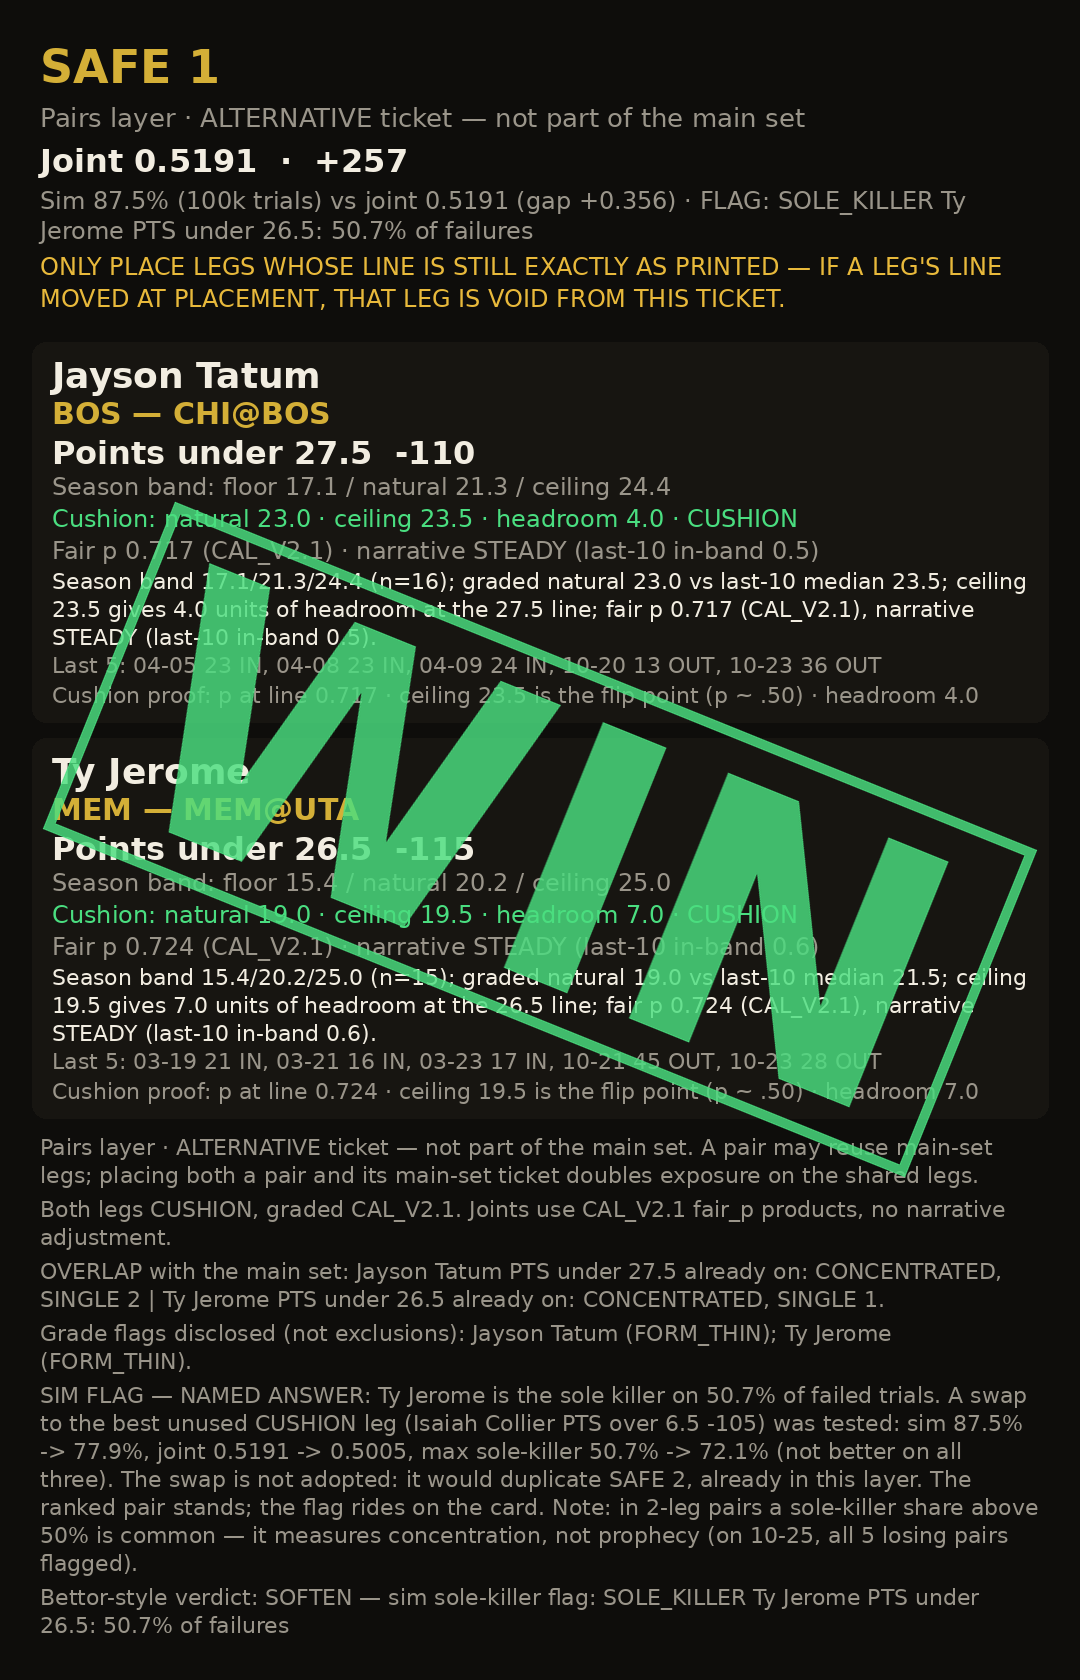 SAFE 1
Pairs layer · ALTERNATIVE ticket — not part of the main set
Joint 0.5191 · +257
Sim 87.5% (100k trials) vs joint 0.5191 (gap +0.356) · FLAG: SOLE_KILLER Ty
Jerome PTS under 26.5: 50.7% of failures
ONLY PLACE LEGS WHOSE LINE IS STILL EXACTLY AS PRINTED — IF A LEG'S LINE
MOVED AT PLACEMENT, THAT LEG IS VOID FROM THIS TICKET.
Jayson Tatum
BOS — CHI@BOS
Points under 27.5 -110
Season band: floor 17.1 / natural 21.3 / ceiling 24.4
Cushion: natural 23.0 · ceiling 23.5 · headroom 4.0 · CUSHION
Fair p 0.717 (CAL_V2.1) · narrative STEADY (last-10 in-band 0.5)
Season band 17.1/21.3/24.4 (n=16); graded natural 23.0 vs last-10 median 23.5; ceiling
23.5 gives 4.0 units of headroom at the 27.5 line; fair p 0.717 (CAL_V2.1), narrative
STEADY (last-10 in-band 0.5).
Last 5: 04-05 23 IN, 04-08 23 IN, 04-09 24 IN, 10-20 13 OUT, 10-23 36 OUT
Cushion proof: p at line 0.717 · ceiling 23.5 is the flip point (p ~ .50) · headroom 4.0
WIN
Ty Jerome
MEM — MEM@UTA
Points under 26.5 -115
Season band: floor 15.4 / natural 20.2 / ceiling 25.0
Cushion: natural 19.0 · ceiling 19.5 · headroom 7.0 · CUSHION
Fair p 0.724 (CAL_V2.1) · narrative STEADY (last-10 in-band 0.6)
Season band 15.4/20.2/25.0 (n=15); graded natural 19.0 vs last-10 median 21.5; ceiling
19.5 gives 7.0 units of headroom at the 26.5 line; fair p 0.724 (CAL_V2.1), narrative
STEADY (last-10 in-band 0.6).
Last 5: 03-19 21 IN, 03-21 16 IN, 03-23 17 IN, 10-21 45 OUT, 10-23 28 OUT
Cushion proof: p at line 0.724 · ceiling 19.5 is the flip point (p ~ .50) · headroom 7.0
Pairs layer · ALTERNATIVE ticket — not part of the main set. A pair may reuse main-set
legs; placing both a pair and its main-set ticket doubles exposure on the shared legs.
Both legs CUSHION, graded CAL_V2.1. Joints use CAL_V2.1 fair_p products, no narrative
adjustment.
OVERLAP with the main set: Jayson Tatum PTS under 27.5 already on: CONCENTRATED,
SINGLE 2 | Ty Jerome PTS under 26.5 already on: CONCENTRATED, SINGLE 1.
Grade flags disclosed (not exclusions): Jayson Tatum (FORM_THIN); Ty Jerome
(FORM_THIN).
SIM FLAG — NAMED ANSWER: Ty Jerome is the sole killer on 50.7% of failed trials. A swap
to the best unused CUSHION leg (Isaiah Collier PTS over 6.5 -105) was tested: sim 87.5%
-> 77.9%, joint 0.5191 -> 0.5005, max sole-killer 50.7% -> 72.1% (not better on all
three). The swap is not adopted: it would duplicate SAFE 2, already in this layer. The
ranked pair stands; the flag rides on the card. Note: in 2-leg pairs a sole-killer share above
50% is common — it measures concentration, not prophecy (on 10-25, all 5 losing pairs
flagged).
Bettor-style verdict: SOFTEN — sim sole-killer flag: SOLE_KILLER Ty Jerome PTS under
26.5: 50.7% of failures